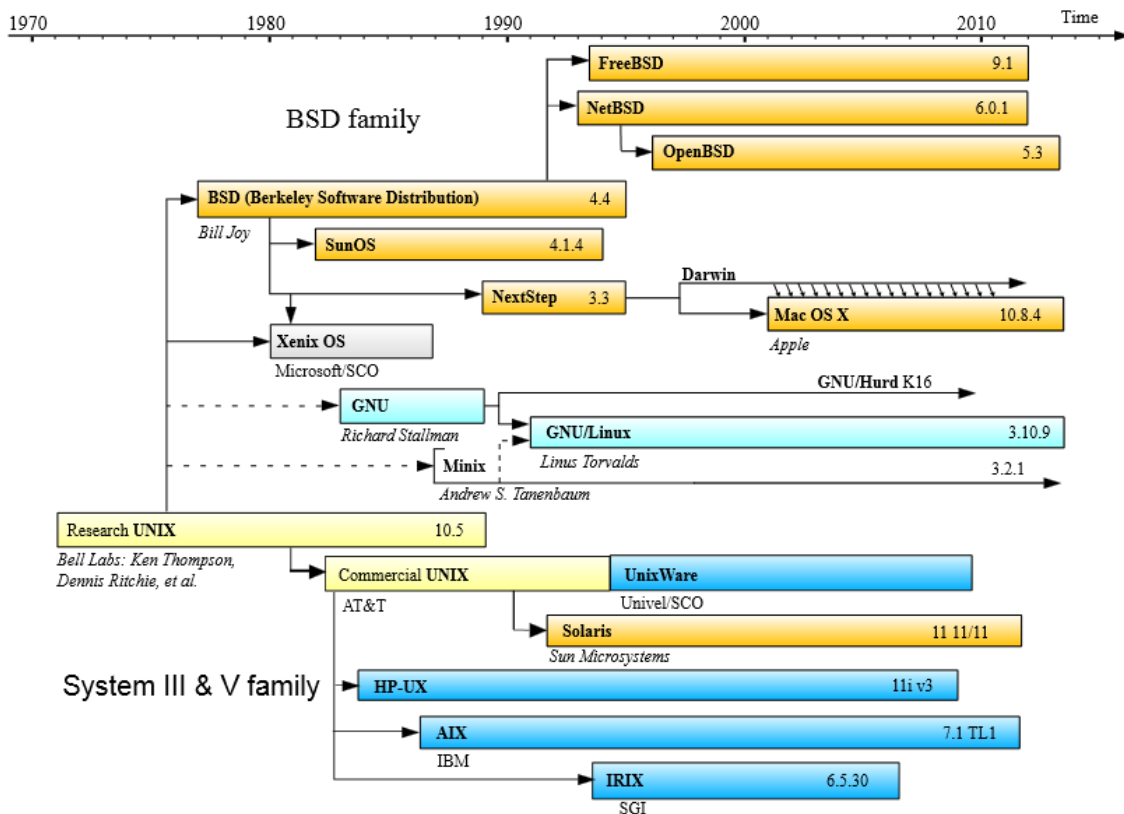 1970 1980 1990 2000 2010 Time
FreeBSD 9.1
NetBSD 6.0.1
BSD family
OpenBSD 5.3
BSD (Berkeley Software Distribution) 4.4
Bill Joy
SunOS 4.1.4
Darwin
NextStep 3.3
Mac OS X 10.8.4
Apple
Xenix OS
Microsoft/SCO
GNU/Hurd K16
GNU
Richard Stallman
GNU/Linux 3.10.9
Linus Torvalds
Minix 3.2.1
Andrew S. Tanenbaum
Research UNIX 10.5
Bell Labs: Ken Thompson,
Dennis Ritchie, et al.
Commercial UNIX UnixWare
AT&T Univel/SCO
Solaris 11 11/11
Sun Microsystems
System III & V family
HP-UX 11i v3
AIX 7.1 TL1
IBM
IRIX 6.5.30
SGI